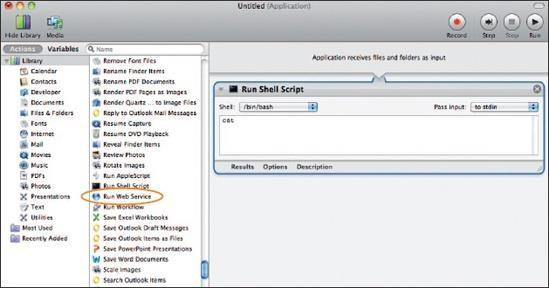 Untitled (Application)
Hide Library Media
Record Step Stop Run
Actions Variables Name
Library
Calendar
Contacts
Developer
Documents
Files & Folders
Fonts
Internet
Mail
Movies
Music
PDFs
Photos
Presentations
Text
Utilities
Most Used
Recently Added
Remove Font Files
Rename Finder Items
Rename PDF Documents
Render PDF Pages as Images
Render Quartz ... to Image Files
Reply to Outlook Mail Messages
Resume Capture
Resume DVD Playback
Reveal Finder Items
Review Photos
Rotate Images
Run AppleScript
Run Shell Script
Run Web Service
Run Workflow
Save Excel Workbooks
Save Outlook Draft Messages
Save Outlook Items as Files
Save PowerPoint Presentations
Save Word Documents
Scale Images
Search Outlook Items
Application receives files and folders as input
Run Shell Script
Shell: /bin/bash Pass input: to stdin
cat
Results Options Description